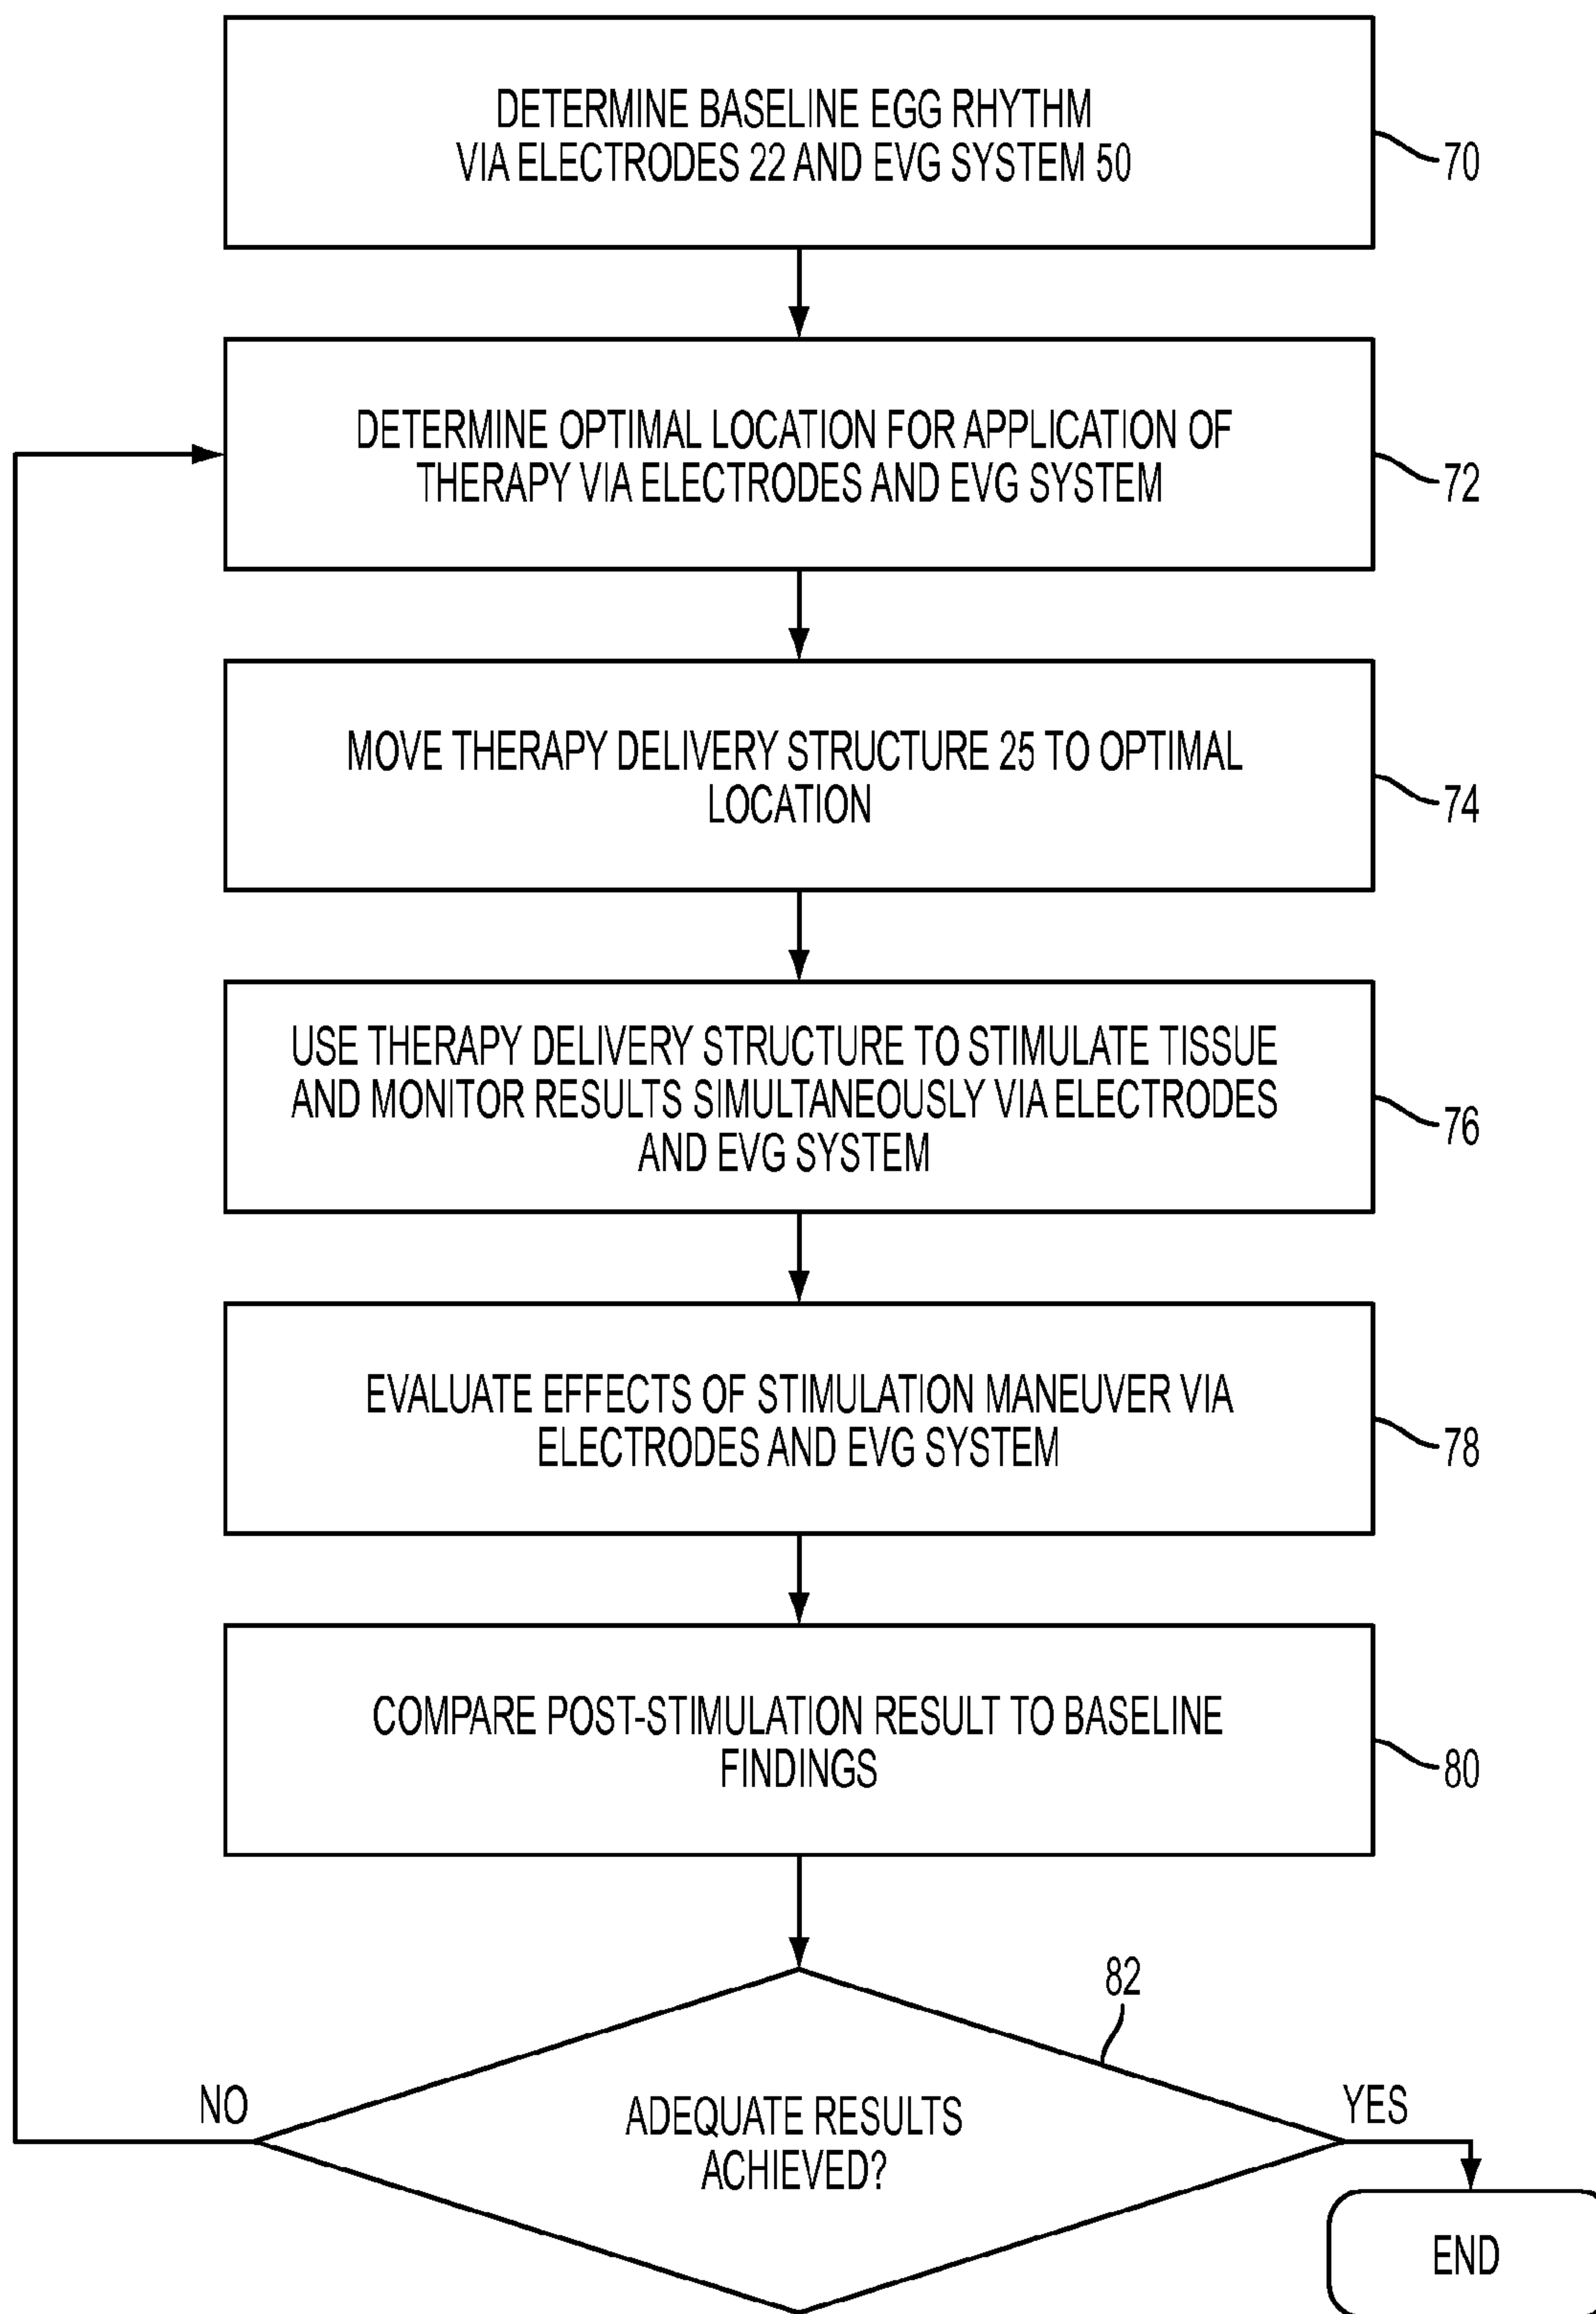 DETERMINE BASELINE EGG RHYTHM
VIA ELECTRODES 22 AND EVG SYSTEM 50
70
DETERMINE OPTIMAL LOCATION FOR APPLICATION OF
THERAPY VIA ELECTRODES AND EVG SYSTEM
72
MOVE THERAPY DELIVERY STRUCTURE 25 TO OPTIMAL
LOCATION
74
USE THERAPY DELIVERY STRUCTURE TO STIMULATE TISSUE
AND MONITOR RESULTS SIMULTANEOUSLY VIA ELECTRODES
AND EVG SYSTEM
76
EVALUATE EFFECTS OF STIMULATION MANEUVER VIA
ELECTRODES AND EVG SYSTEM
78
COMPARE POST-STIMULATION RESULT TO BASELINE
FINDINGS
80
82
NO
ADEQUATE RESULTS
ACHIEVED?
YES
END